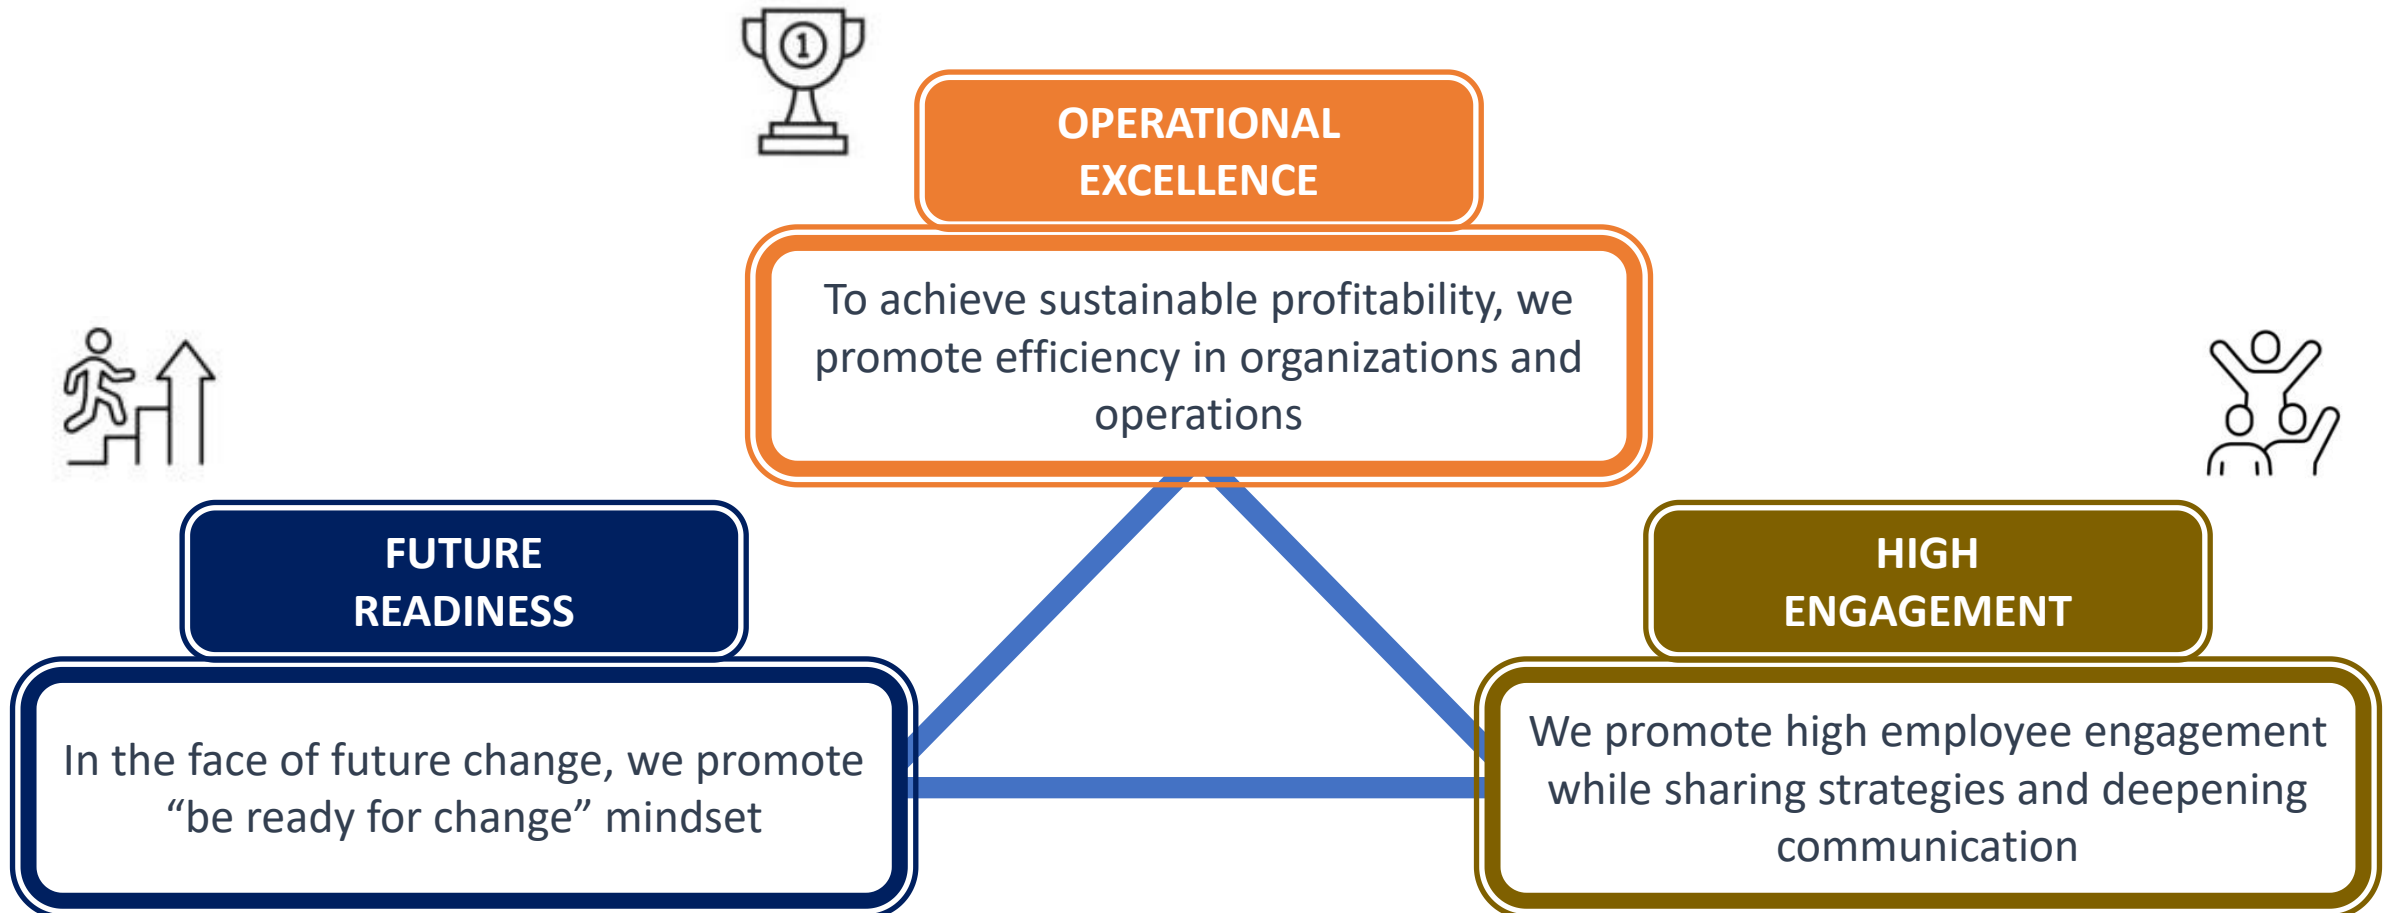 1
OPERATIONAL
EXCELLENCE
To achieve sustainable profitability, we
promote efficiency in organizations and
operations
FUTURE
READINESS
In the face of future change, we promote
“be ready for change” mindset
HIGH
ENGAGEMENT
We promote high employee engagement
while sharing strategies and deepening
communication